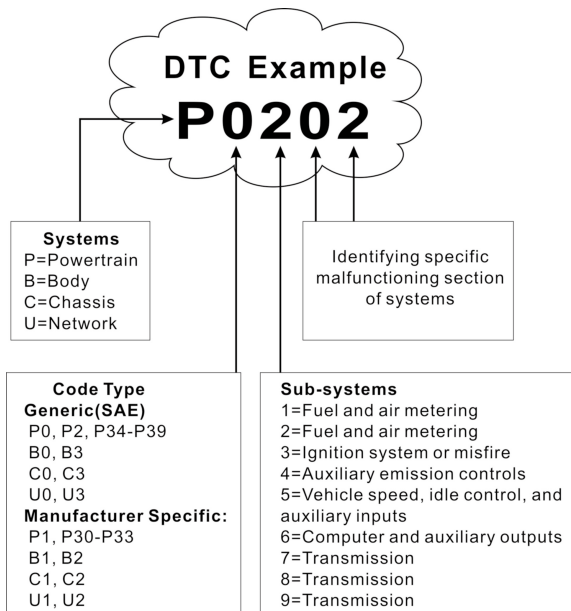 DTC Example
P0202
Systems
P=Powertrain
B=Body
C=Chassis
U=Network
Identifying specific
malfunctioning section
of systems
Code Type
Generic(SAE)
P0, P2, P34-P39
B0, B3
C0, C3
U0, U3
Manufacturer Specific:
P1, P30-P33
B1, B2
C1, C2
U1, U2
Sub-systems
1=Fuel and air metering
2=Fuel and air metering
3=Ignition system or misfire
4=Auxiliary emission controls
5=Vehicle speed, idle control, and
auxiliary inputs
6=Computer and auxiliary outputs
7=Transmission
8=Transmission
9=Transmission